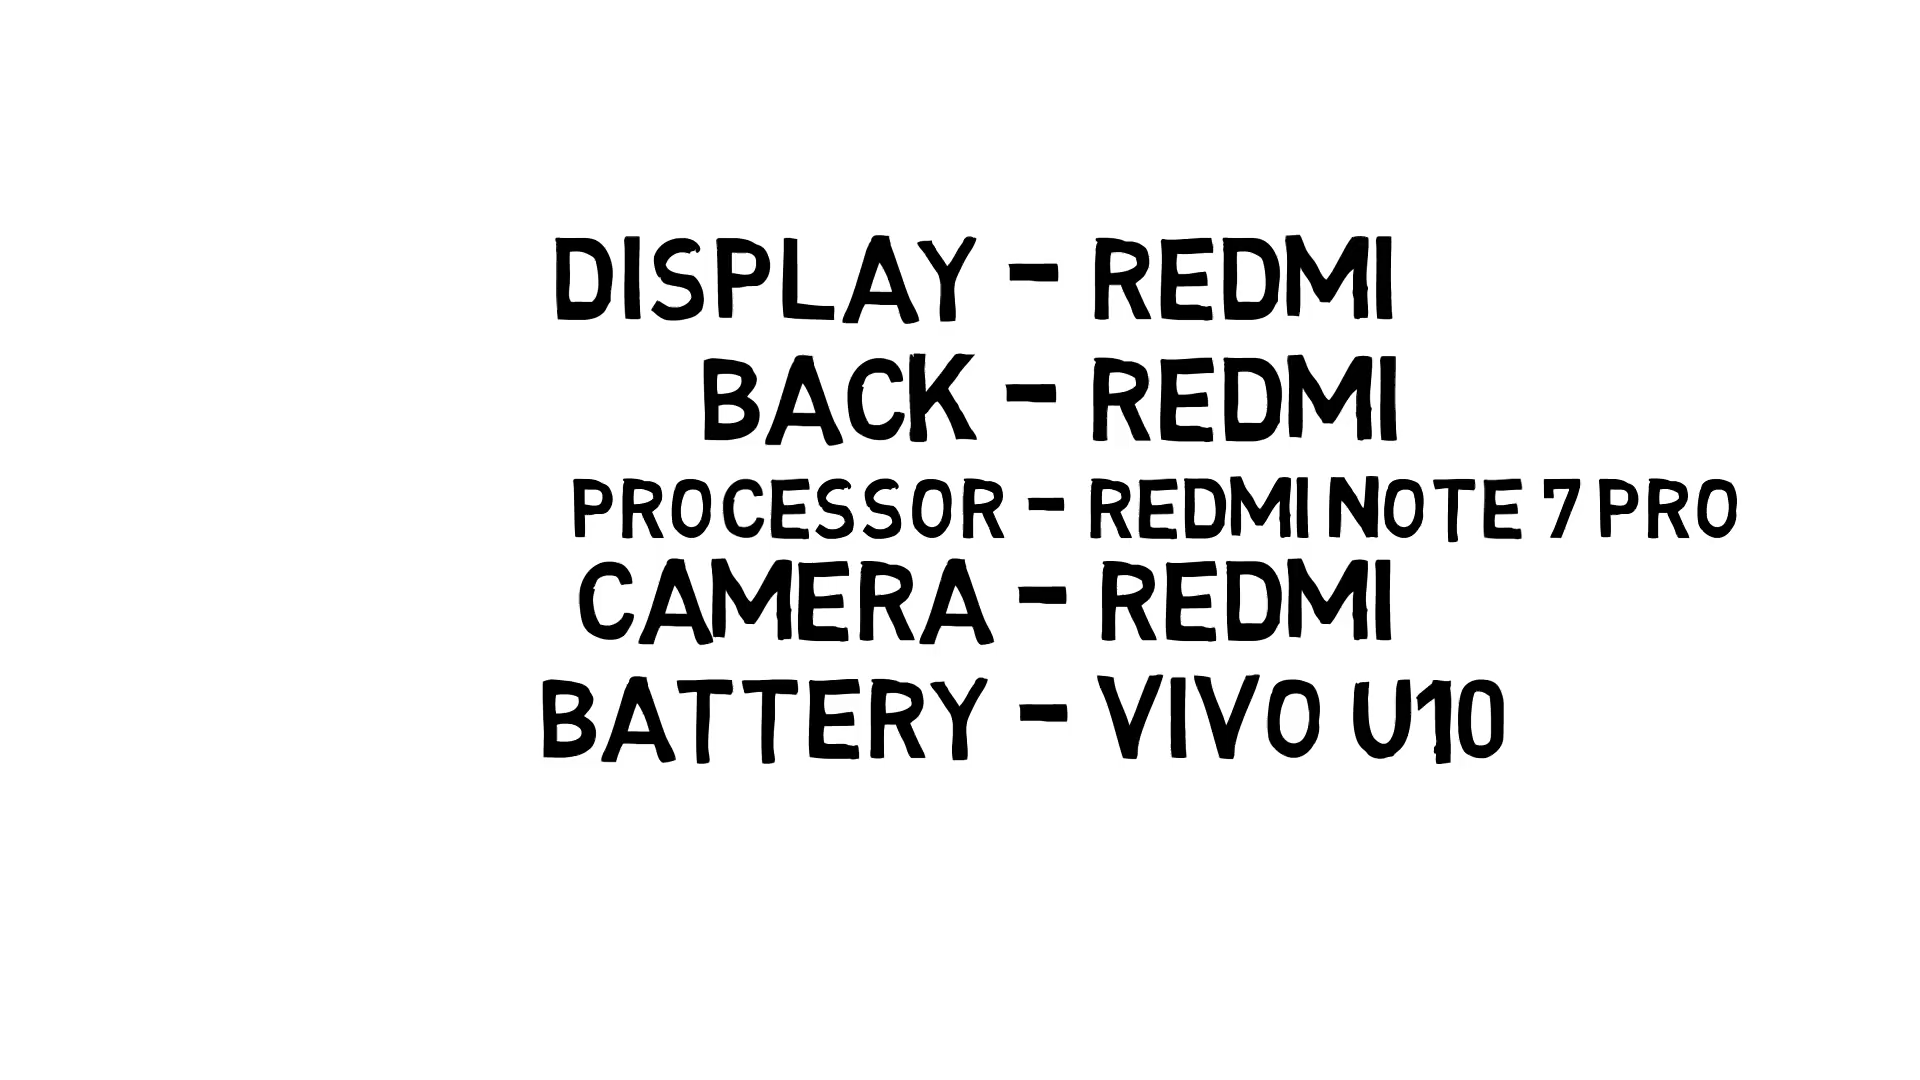 DISPLAY - REDMI
BACK - REDMI
PROCESSOR - REDMI NOTE 7 PRO
CAMERA - REDMI
BATTERY - VIVO U10